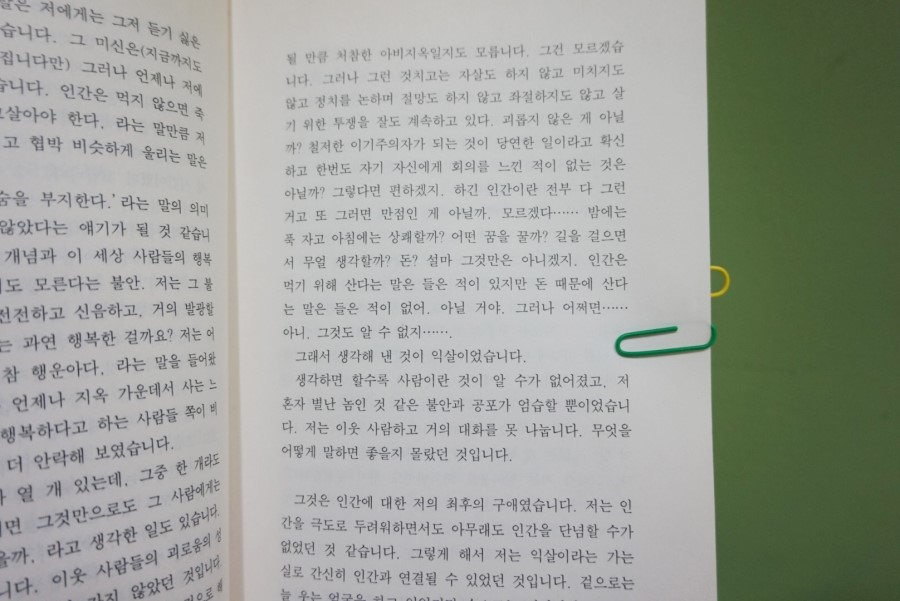 은 저에게는 그저 듣기 싫은
습니다. 그 미신은(지금까지도
집니다만) 그러나 언제나 저에
습니다. 인간은 먹지 않으면 죽
살아야 한다. 라는 말만큼 저
고 협박 비슷하게 울리는 말은
숨을 부지한다.' 라는 말의 의미
않았다는 얘기가 될 것 같습니
개념과 이 세상 사람들의 행복
도 모른다는 불안. 저는 그 불
전전하고 신음하고, 거의 발광할
는 과연 행복한 걸까요? 저는 어
참 행운아다, 라는 말을 들어왔
언제나 지옥 가운데서 사는 느
행복하다고 하는 사람들 쪽이 비
더 안락해 보였습니다.
열 개 있는데, 그중 한 개라도
면 그것만으로도 그 사람에게는
을까, 라고 생각한 일도 있습니다.
니다. 이웃 사람들의 괴로움의
가지 않았던 것입니다.
될 만큼 처참한 아비지옥일지도 모릅니다. 그건 모르겠습
니다. 그러나 그런 것치고는 자살도 하지 않고 미치지도
않고 정치를 논하며 절망도 하지 않고 좌절하지도 않고 살
기 위한 투쟁을 잘도 계속하고 있다. 괴롭지 않은 게 아닐
까? 철저한 이기주의자가 되는 것이 당연한 일이라고 확신
하고 한번도 자기 자신에게 회의를 느낀 적이 없는 것은
아닐까? 그렇다면 편하겠지. 하긴 인간이란 전부 다 그런
거고 또 그러면 만점인 게 아닐까. 모르겠다…… 밤에는
푹 자고 아침에는 상쾌할까? 어떤 꿈을 꿀까? 길을 걸으면
서 무얼 생각할까? 돈? 설마 그것만은 아니겠지. 인간은
먹기 위해 산다는 말은 들은 적이 있지만 돈 때문에 산다
는 말은 들은 적이 없어. 아닐 거야. 그러나 어쩌면……
아니, 그것도 알 수 없지…….
그래서 생각해 낸 것이 익살이었습니다.
생각하면 할수록 사람이란 것이 알 수가 없어졌고, 저
혼자 별난 놈인 것 같은 불안과 공포가 엄습할 뿐이었습니
다. 저는 이웃 사람하고 거의 대화를 못 나눕니다. 무엇을
어떻게 말하면 좋을지 몰랐던 것입니다.
그것은 인간에 대한 저의 최후의 구애였습니다. 저는 인
간을 극도로 두려워하면서도 아무래도 인간을 단념할 수가
없었던 것 같습니다. 그렇게 해서 저는 익살이라는 가는
실로 간신히 인간과 연결될 수 있었던 것입니다. 겉으로는
늘 웃는 얼굴을 하고